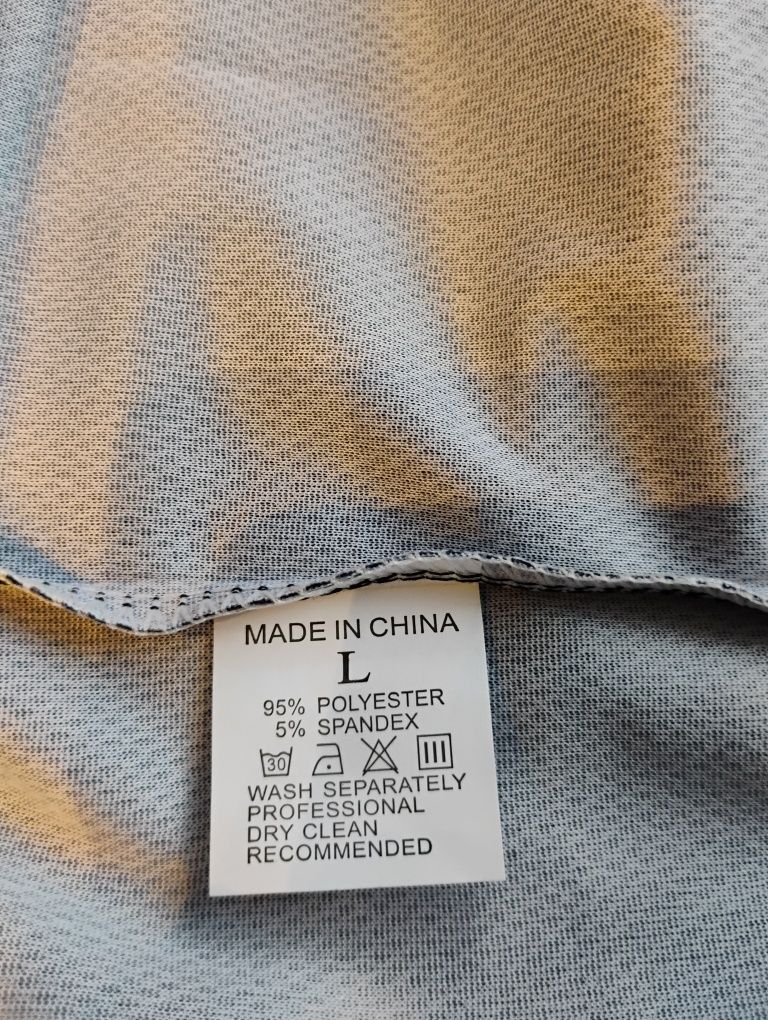 MADE IN CHINA
L
95% POLYESTER
5% SPANDEX
30
WASH SEPARATELY
PROFESSIONAL
DRY CLEAN
RECOMMENDED